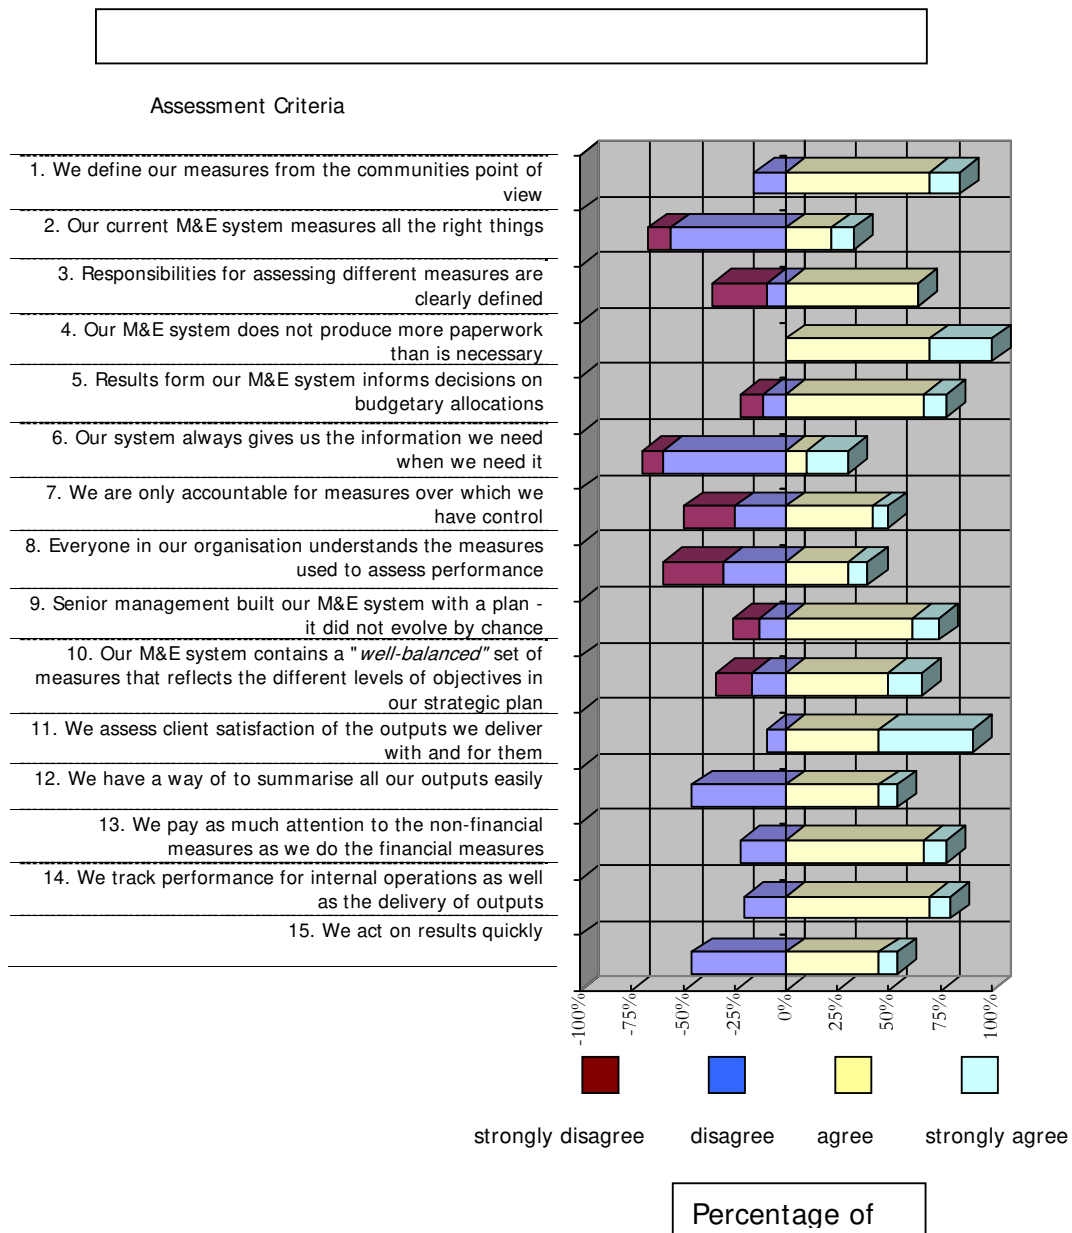 Assessment Criteria
1. We define our measures from the communities point of
view
2. Our current M&E system measures all the right things
3. Responsibilities for assessing different measures are
clearly defined
4. Our M&E system does not produce more paperwork
than is necessary
5. Results form our M&E system informs decisions on
budgetary allocations
6. Our system always gives us the information we need
when we need it
7. We are only accountable for measures over which we
have control
8. Everyone in our organisation understands the measures
used to assess performance
9. Senior management built our M&E system with a plan -
it did not evolve by chance
10. Our M&E system contains a "well-balanced" set of
measures that reflects the different levels of objectives in
our strategic plan
11. We assess client satisfaction of the outputs we deliver
with and for them
12. We have a way of to summarise all our outputs easily
13. We pay as much attention to the non-financial
measures as we do the financial measures
14. We track performance for internal operations as well
as the delivery of outputs
15. We act on results quickly
-100% -75% -50% -25% 0% 25% 50% 75% 100%
strongly disagree disagree agree strongly agree
Percentage of